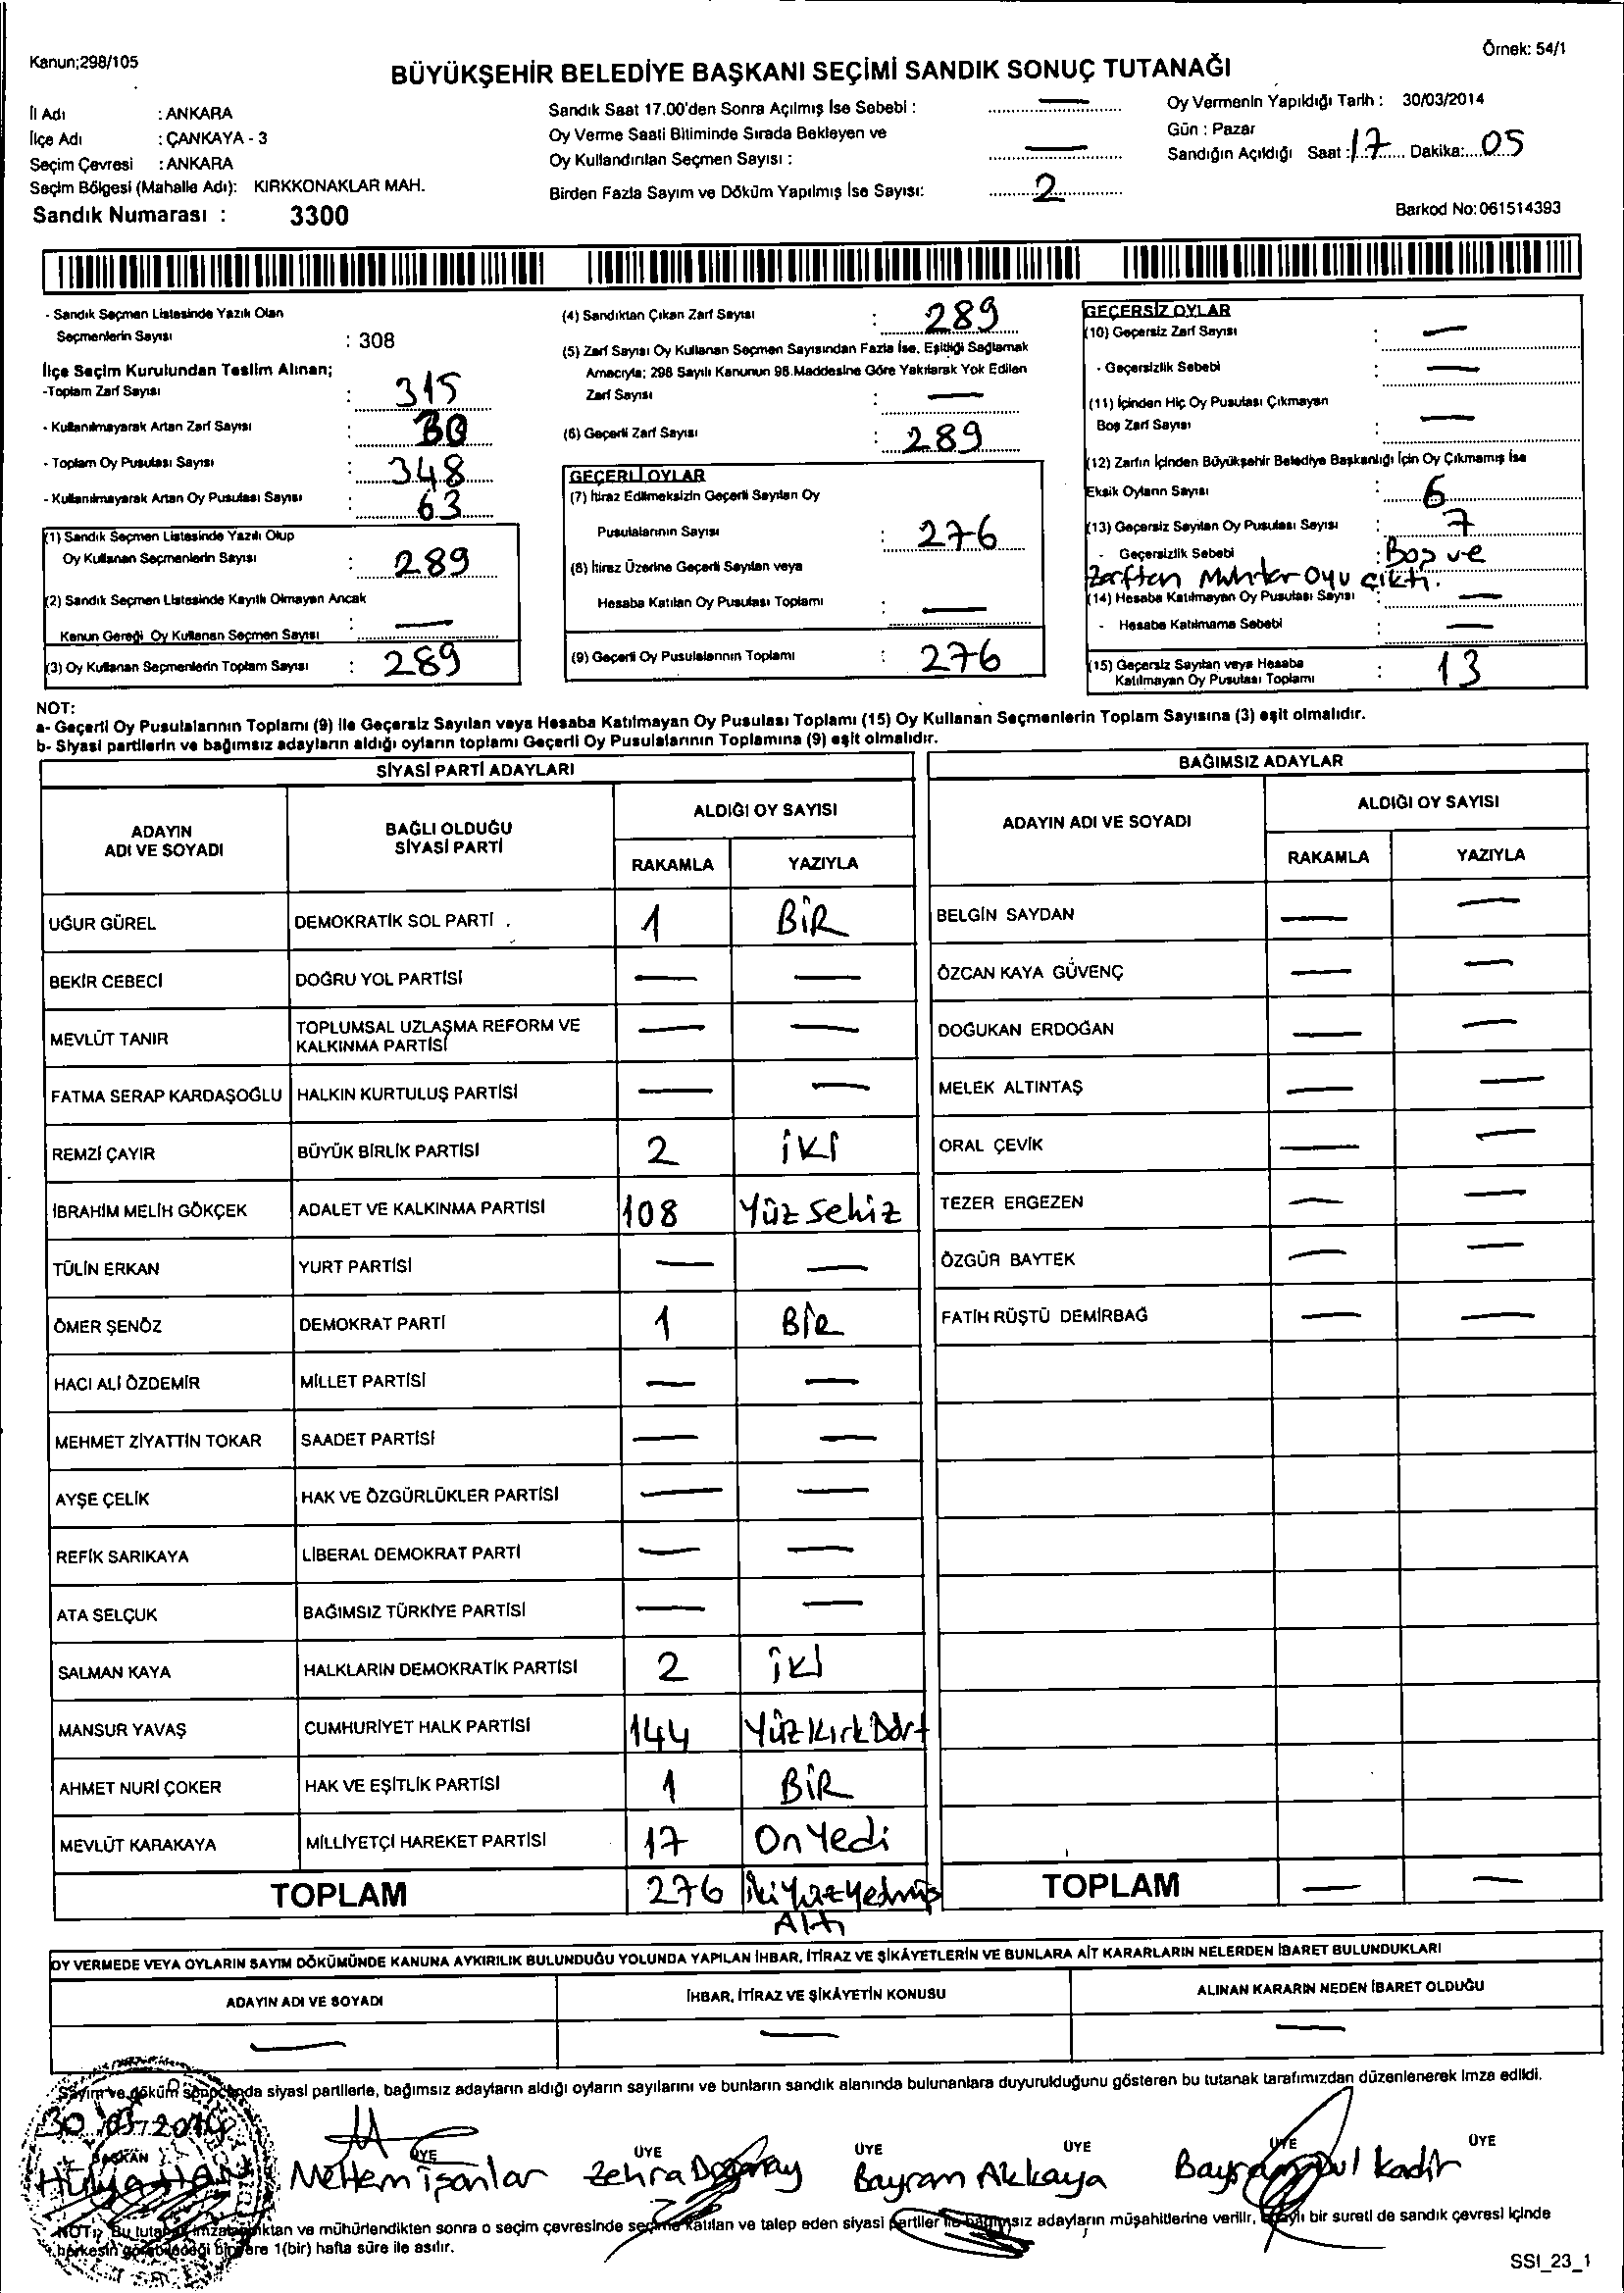 Kanun;298/105
Örnek: 54/1
BÜYÜKŞEHİR BELEDİYE BAŞKANI SEÇİMİ SANDIK SONUÇ TUTANAĞI
İl Adı : ANKARA
İlçe Adı : ÇANKAYA - 3
Seçim Çevresi : ANKARA
Seçim Bölgesi (Mahalle Adı): KIRKKONAKLAR MAH.
Sandık Numarası : 3300
Sandık Saat 17.00'den Sonra Açılmış İse Sebebi : —
Oy Verme Saati Bitiminde Sırada Bekleyen ve
Oy Kullandırılan Seçmen Sayısı : —
Birden Fazla Sayım ve Döküm Yapılmış İse Sayısı: 2
Oy Vermenin Yapıldığı Tarih : 30/03/2014
Gün : Pazar
Sandığın Açıldığı Saat : 17 Dakika: 05
Barkod No:061514393
- Sandık Seçmen Listesinde Yazılı Olan
Seçmenlerin Sayısı : 308
İlçe Seçim Kurulundan Teslim Alınan;
-Toplam Zarf Sayısı : 315
- Kullanılmayarak Artan Zarf Sayısı :
- Toplam Oy Pusulası Sayısı : 348
- Kullanılmayarak Artan Oy Pusulası Sayısı : 63
(1) Sandık Seçmen Listesinde Yazılı Olup
Oy Kullanan Seçmenlerin Sayısı : 289
(2) Sandık Seçmen Listesinde Kayıtlı Olmayan Ancak
Kanun Gereği Oy Kullanan Seçmen Sayısı : —
(3) Oy Kullanan Seçmenlerin Toplam Sayısı : 289
(4) Sandıktan Çıkan Zarf Sayısı : 289
(5) Zarf Sayısı Oy Kullanan Seçmen Sayısından Fazla İse, Eşitliği Sağlamak
Amacıyla; 298 Sayılı Kanunun 98.Maddesine Göre Yakılarak Yok Edilen
Zarf Sayısı : —
(6) Geçerli Zarf Sayısı : 289
GEÇERLİ OYLAR
(7) İtiraz Edilmeksizin Geçerli Sayılan Oy
Pusulalarının Sayısı : 276
(8) İtiraz Üzerine Geçerli Sayılan veya
Hesaba Katılan Oy Pusulası Toplamı : —
(9) Geçerli Oy Pusulalarının Toplamı : 276
GEÇERSİZ OYLAR
(10) Geçersiz Zarf Sayısı : —
- Geçersizlik Sebebi : —
(11) İçinden Hiç Oy Pusulası Çıkmayan
Boş Zarf Sayısı : —
(12) Zarfın İçinden Büyükşehir Belediye Başkanlığı İçin Oy Çıkmamış İse
Eksik Oyların Sayısı : 6
(13) Geçersiz Sayılan Oy Pusulası Sayısı : 7
- Geçersizlik Sebebi : Boş ve
Zarftan Muhtar Oyu çıktı.
(14) Hesaba Katılmayan Oy Pusulası Sayısı : —
- Hesaba Katılmama Sebebi : —
(15) Geçersiz Sayılan veya Hesaba
Katılmayan Oy Pusulası Toplamı : 13
NOT:
a- Geçerli Oy Pusulalarının Toplamı (9) ile Geçersiz Sayılan veya Hesaba Katılmayan Oy Pusulası Toplamı (15) Oy Kullanan Seçmenlerin Toplam Sayısına (3) eşit olmalıdır.
b- Siyasi partilerin ve bağımsız adayların aldığı oyların toplamı Geçerli Oy Pusulalarının Toplamına (9) eşit olmalıdır.
SİYASİ PARTİ ADAYLARI
ADAYIN ADI VE SOYADI BAĞLI OLDUĞU SİYASİ PARTİ ALDIĞI OY SAYISI
RAKAMLA YAZIYLA
UĞUR GÜREL DEMOKRATİK SOL PARTİ 1 BİR
BEKİR CEBECİ DOĞRU YOL PARTİSİ — —
MEVLÜT TANIR TOPLUMSAL UZLAŞMA REFORM VE KALKINMA PARTİSİ — —
FATMA SERAP KARDAŞOĞLU HALKIN KURTULUŞ PARTİSİ — —
REMZİ ÇAYIR BÜYÜK BİRLİK PARTİSİ 2 İKİ
İBRAHİM MELİH GÖKÇEK ADALET VE KALKINMA PARTİSİ 108 Yüz Sekiz
TÜLİN ERKAN YURT PARTİSİ — —
ÖMER ŞENÖZ DEMOKRAT PARTİ 1 BİR
HACI ALİ ÖZDEMİR MİLLET PARTİSİ — —
MEHMET ZİYATTİN TOKAR SAADET PARTİSİ — —
AYŞE ÇELİK HAK VE ÖZGÜRLÜKLER PARTİSİ — —
REFİK SARIKAYA LİBERAL DEMOKRAT PARTİ — —
ATA SELÇUK BAĞIMSIZ TÜRKİYE PARTİSİ — —
SALMAN KAYA HALKLARIN DEMOKRATİK PARTİSİ 2 İKİ
MANSUR YAVAŞ CUMHURİYET HALK PARTİSİ 144 Yüz Kırk Dört
AHMET NURİ ÇOKER HAK VE EŞİTLİK PARTİSİ 1 BİR
MEVLÜT KARAKAYA MİLLİYETÇİ HAREKET PARTİSİ 17 On Yedi
TOPLAM 276 İkiYüzYetmiş
Altı
BAĞIMSIZ ADAYLAR
ADAYIN ADI VE SOYADI ALDIĞI OY SAYISI
RAKAMLA YAZIYLA
BELGİN SAYDAN — —
ÖZCAN KAYA GÜVENÇ — —
DOĞUKAN ERDOĞAN — —
MELEK ALTINTAŞ — —
ORAL ÇEVİK — —
TEZER ERGEZEN — —
ÖZGÜR BAYTEK — —
FATİH RÜŞTÜ DEMİRBAĞ — —
TOPLAM — —
OY VERMEDE VEYA OYLARIN SAYIM DÖKÜMÜNDE KANUNA AYKIRILIK BULUNDUĞU YOLUNDA YAPILAN İHBAR, İTİRAZ VE ŞİKÂYETLERİN VE BUNLARA AİT KARARLARIN NELERDEN İBARET BULUNDUKLARI
ADAYIN ADI VE SOYADI İHBAR, İTİRAZ VE ŞİKÂYETİN KONUSU ALINAN KARARIN NEDEN İBARET OLDUĞU
— — —
Sayım ve döküm sonucunda siyasi partilerle, bağımsız adayların aldığı oyların sayılarını ve bunların sandık alanında bulunanlara duyurulduğunu gösteren bu tutanak tarafımızdan düzenlenerek imza edildi.
30 03 2014
BAŞKAN ÜYE ÜYE ÜYE ÜYE ÜYE ÜYE
Meltem Zehra Bayram Akkaya Kadir
NOT: Bu tutanak imzalandıktan ve mühürlendikten sonra o seçim çevresinde seçime katılan ve talep eden siyasi partiler ile bağımsız adayların müşahitlerine verilir, onaylı bir sureti de sandık çevresi içinde
herkesin görebileceği bir yere 1(bir) hafta süre ile asılır.
SSI_23_1